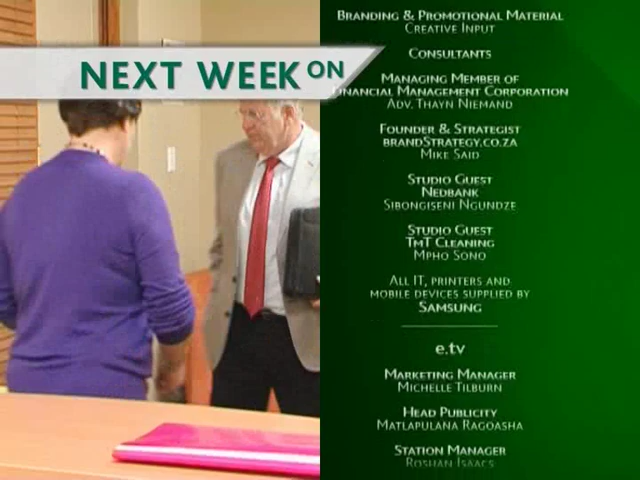 NEXT WEEK ON
BRANDING & PROMOTIONAL MATERIAL
CREATIVE INPUT
CONSULTANTS
MANAGING MEMBER OF
FINANCIAL MANAGEMENT CORPORATION
ADV. THAYN NIEMAND
FOUNDER & STRATEGIST
BRANDSTRATEGY.CO.ZA
MIKE SAID
STUDIO GUEST
NEDBANK
SIBONGISENI NGUNDZE
STUDIO GUEST
TMT CLEANING
MPHO SONO
ALL IT, PRINTERS AND
MOBILE DEVICES SUPPLIED BY
SAMSUNG
e.tv
MARKETING MANAGER
MICHELLE TILBURN
HEAD PUBLICITY
MATLAPULANA RAGOASHA
STATION MANAGER
ROSHAN ISAACS